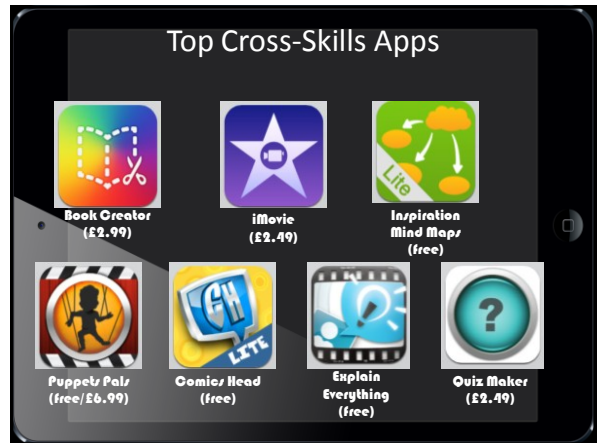 Top Cross-Skills Apps
Lite
Book Creator
(£2.99)
iMovie
(£2.49)
Inspiration
Mind Maps
(free)
CH
LITE
?
Puppets Pals
(free/£6.99)
Comics Head
(free)
Explain
Everything
(free)
Quiz Maker
(£2.49)